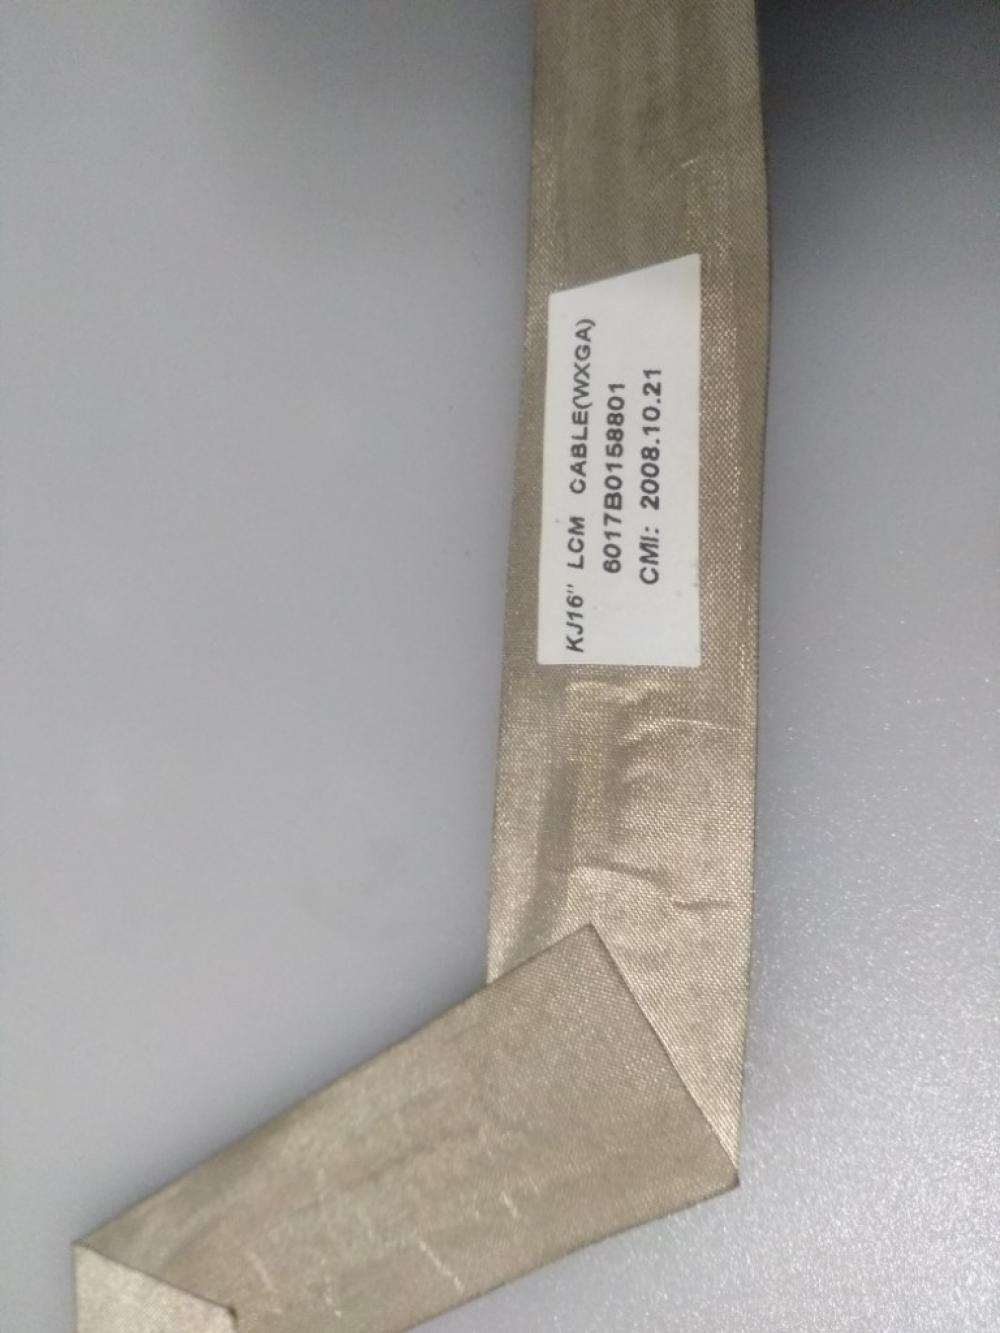 KJ16" LCM CABLE(WXGA)
6017B0158801
CMI: 2008.10.21